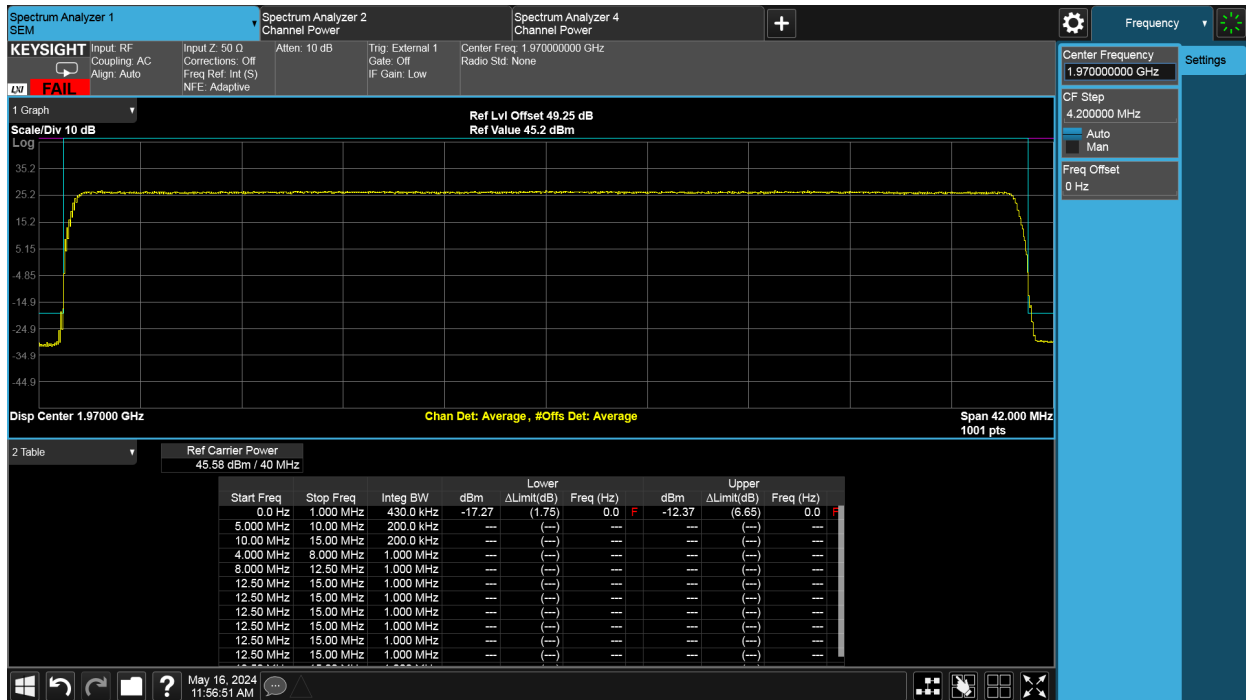 Spectrum Analyzer 1
SEM
Spectrum Analyzer 2
Channel Power
Spectrum Analyzer 4
Channel Power
Frequency
KEYSIGHT
LXI
FAIL
Input: RF
Coupling: AC
Align: Auto
Input Z: 50 Ω
Corrections: Off
Freq Ref: Int (S)
NFE: Adaptive
Atten: 10 dB
Trig: External 1
Gate: Off
IF Gain: Low
Center Freq: 1.970000000 GHz
Radio Std: None
Center Frequency
1.970000000 GHz
Settings
CF Step
4.200000 MHz
Auto
Man
Freq Offset
0 Hz
1 Graph
Scale/Div 10 dB
Ref Lvl Offset 49.25 dB
Ref Value 45.2 dBm
Log
35.2
25.2
15.2
5.15
-4.85
-14.9
-24.9
-34.9
-44.9
Disp Center 1.97000 GHz
Chan Det: Average, #Offs Det: Average
Span 42.000 MHz
1001 pts
2 Table
Ref Carrier Power
45.58 dBm / 40 MHz
Lower Upper
Start Freq Stop Freq Integ BW dBm ΔLimit(dB) Freq (Hz) dBm ΔLimit(dB) Freq (Hz)
0.0 Hz 1.000 MHz 430.0 kHz -17.27 (1.75) 0.0 F -12.37 (6.65) 0.0 F
5.000 MHz 10.00 MHz 200.0 kHz --- (---) --- --- (---) ---
10.00 MHz 15.00 MHz 200.0 kHz --- (---) --- --- (---) ---
4.000 MHz 8.000 MHz 1.000 MHz --- (---) --- --- (---) ---
8.000 MHz 12.50 MHz 1.000 MHz --- (---) --- --- (---) ---
12.50 MHz 15.00 MHz 1.000 MHz --- (---) --- --- (---) ---
12.50 MHz 15.00 MHz 1.000 MHz --- (---) --- --- (---) ---
12.50 MHz 15.00 MHz 1.000 MHz --- (---) --- --- (---) ---
12.50 MHz 15.00 MHz 1.000 MHz --- (---) --- --- (---) ---
12.50 MHz 15.00 MHz 1.000 MHz --- (---) --- --- (---) ---
12.50 MHz 15.00 MHz 1.000 MHz --- (---) --- --- (---) ---
May 16, 2024
11:56:51 AM